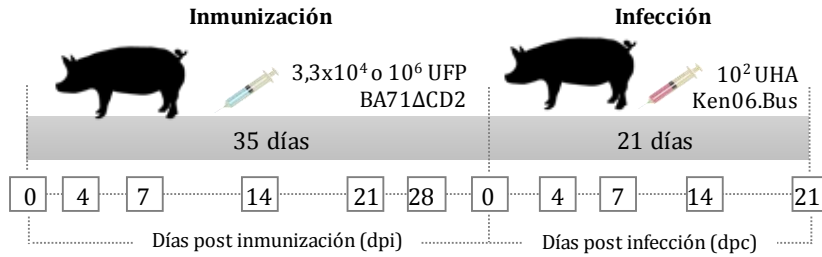 Inmunización
Infección
3,3x10⁴ o 10⁶ UFP
BA71ΔCD2
10² UHA
Ken06.Bus
35 días
21 días
0 4 7 14 21 28 0 4 7 14 21
Días post inmunización (dpi)
Días post infección (dpc)